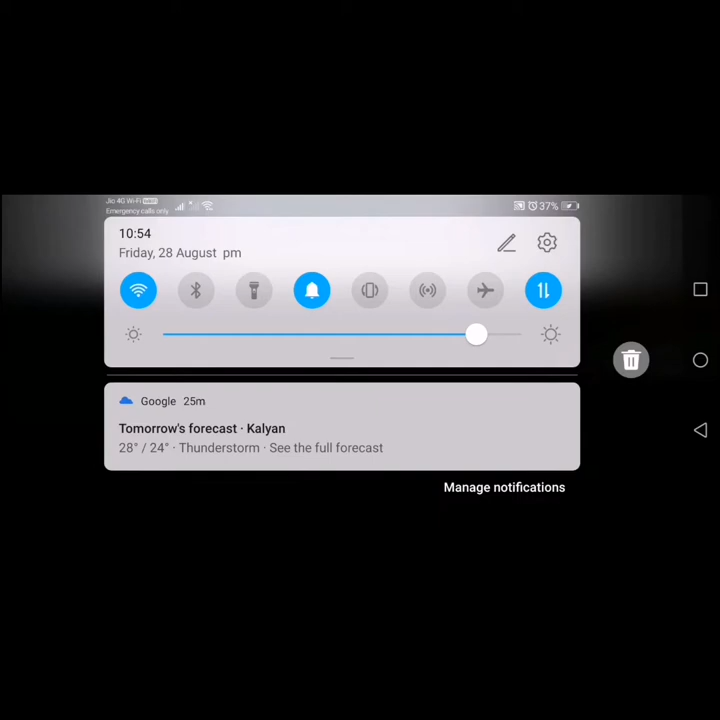 Jio 4G Wi-Fi VoWiFi
Emergency calls only
37%
10:54
Friday, 28 August pm
Google 25m
Tomorrow's forecast · Kalyan
28° / 24° · Thunderstorm · See the full forecast
Manage notifications